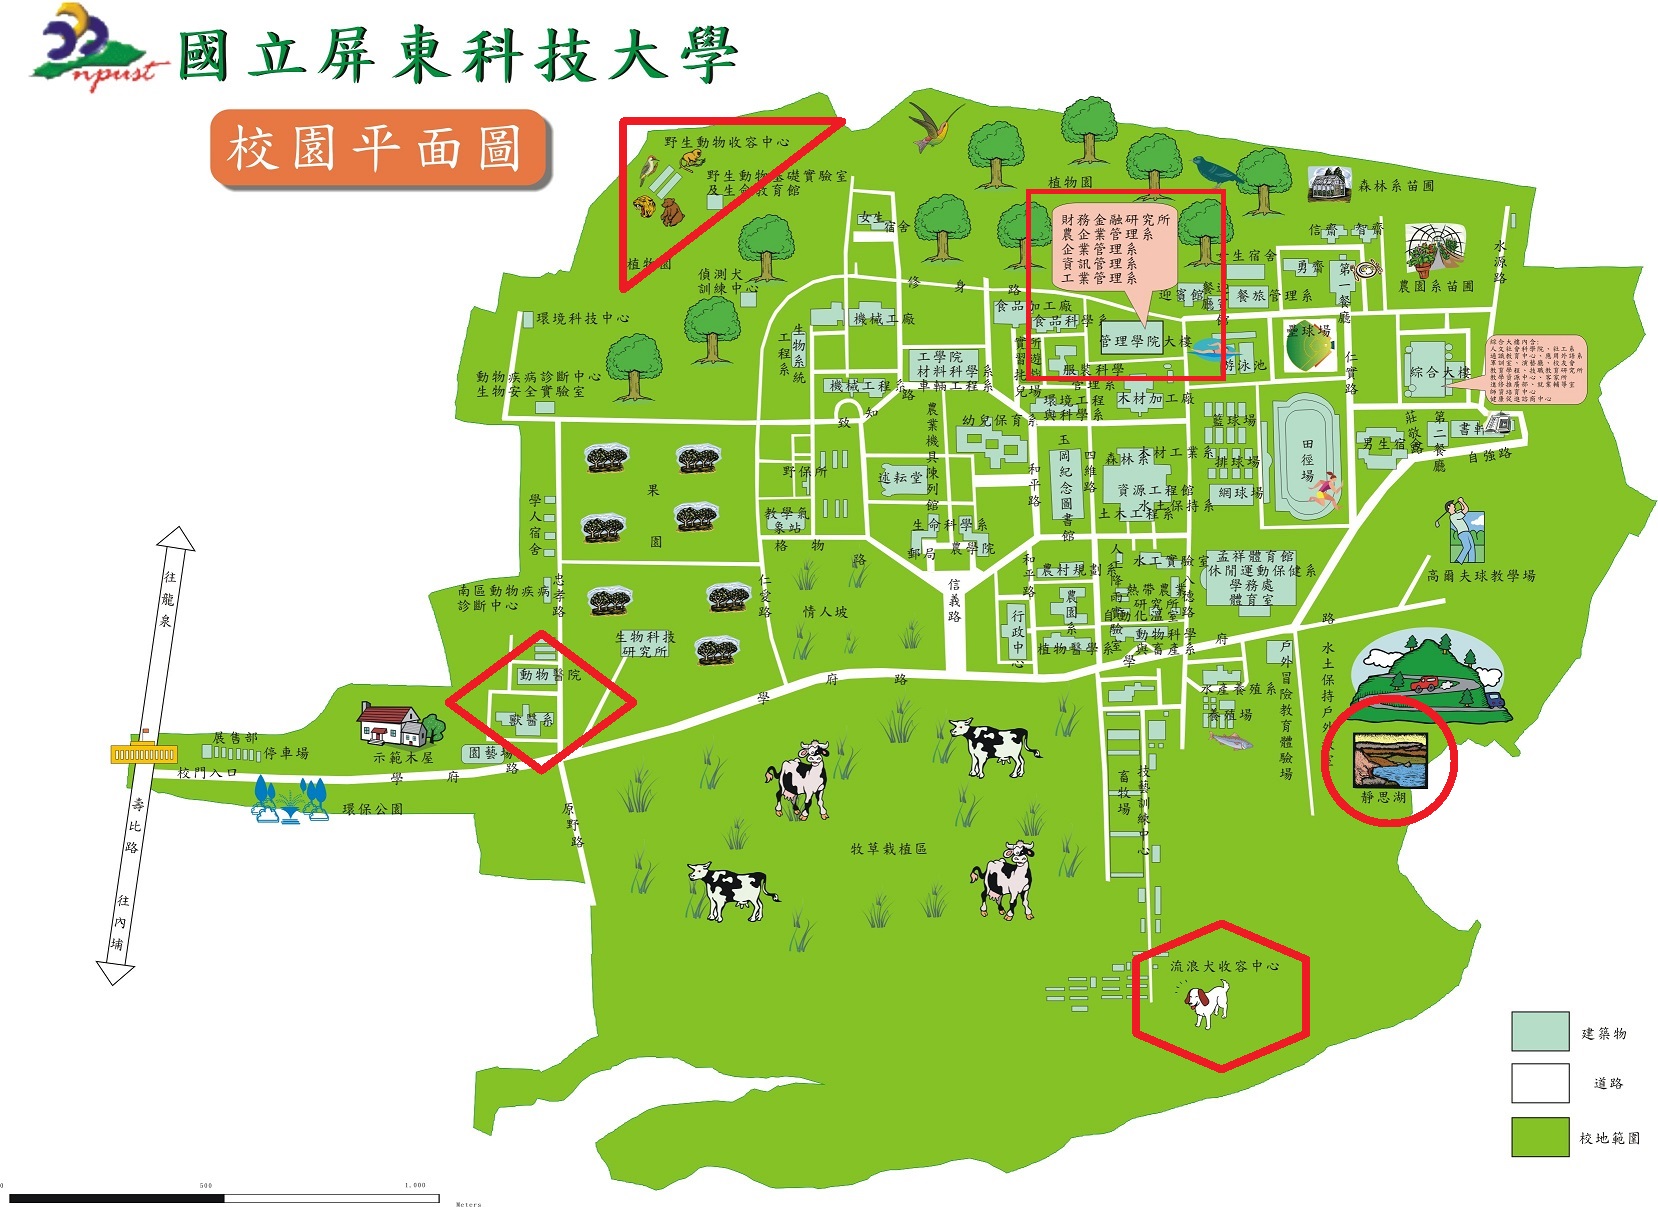 npust
國立屏東科技大學
校園平面圖
野生動物收容中心
野生動物基礎實驗室
及生命教育館
植物園
偵測犬
訓練中心
女生
宿舍
植物園
森林系苗圃
財務金融研究所
農企業管理系
企業管理系
資訊管理系
工業管理系
信齋
智齋
水源路
農園系苗圃
女生宿舍
勇齋
第一餐廳
迎賓館
餐旅管理系
修身路
食品加工廠
食品科學系
管理學院大樓
游泳池
壘球場
仁實路
綜合大樓
環境科技中心
生物系統
工程系
機械工廠
工學院
材料科學系
車輛工程系
機械工程系
動物疾病診斷中心
生物安全實驗室
環境工程
與科學系
木材加工廠
幼兒保育系
農業機具陳列館
致知路
籃球場
排球場
網球場
田徑場
男生宿舍
莊敬路
第二餐廳
書軒
自強路
果園
學人宿舍
野保所
教學氣
象站
述耘堂
和平路
玉岡紀念圖書館
四維路
森林系
木材工業系
資源工程館
水土保持系
土木工程系
生命科學系
郵局
農學院
格物路
忠孝路
仁愛路
信義路
和平路
南區動物疾病
診斷中心
情人坡
行政中心
農村規劃系
農園系
植物醫學系
水工實驗室
熱帶農業
研究所
八德路
動物科學
與畜產系
孟祥體育館
休閒運動保健系
學務處
體育室
高爾夫球教學場
生物科技
研究所
動物醫院
獸醫系
園藝場
示範木屋
展售部
停車場
校門入口
學府路
環保公園
學府路
學府路
往龍泉
壽比路
往內埔
原野路
水產養殖系
養殖場
戶外冒險教育體驗場
水土保持戶外教室
靜思湖
畜牧場
技藝訓練中心
牧草栽植區
流浪犬收容中心
建築物
道路
校地範圍
0
500
1,000
Meters